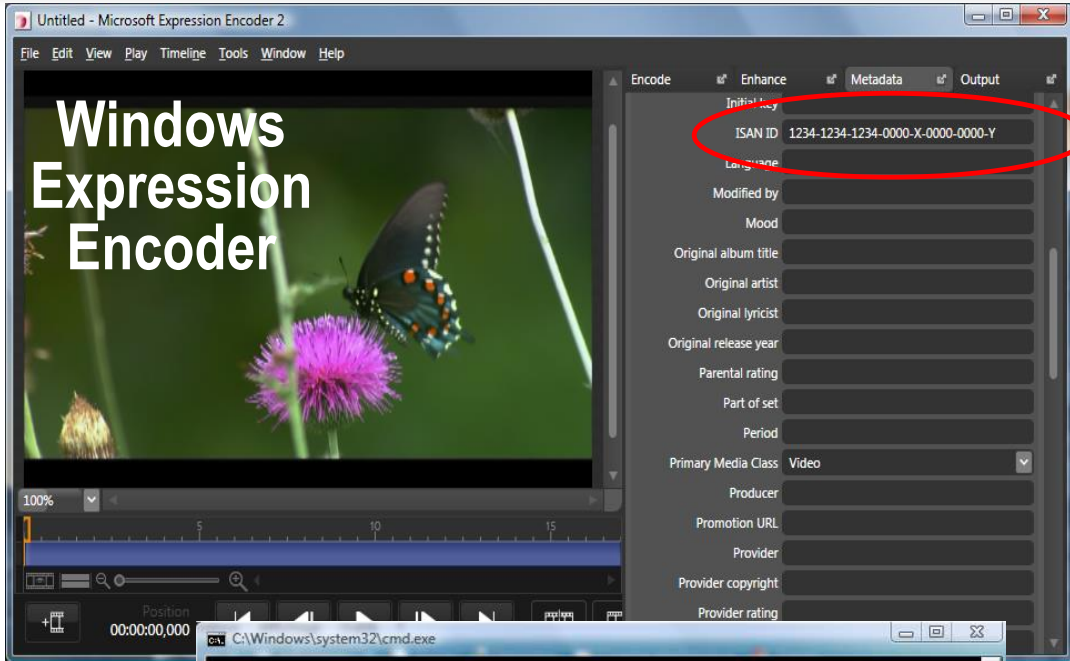 Untitled - Microsoft Expression Encoder 2
File Edit View Play Timeline Tools Window Help
Windows
Expression
Encoder
Encode Enhance Metadata Output
Initial key
ISAN ID 1234-1234-1234-0000-X-0000-0000-Y
Language
Modified by
Mood
Original album title
Original artist
Original lyricist
Original release year
Parental rating
Part of set
Period
Primary Media Class Video
Producer
Promotion URL
Provider
Provider copyright
Provider rating
100%
5 10 15
Position
00:00:00,000
C:\Windows\system32\cmd.exe